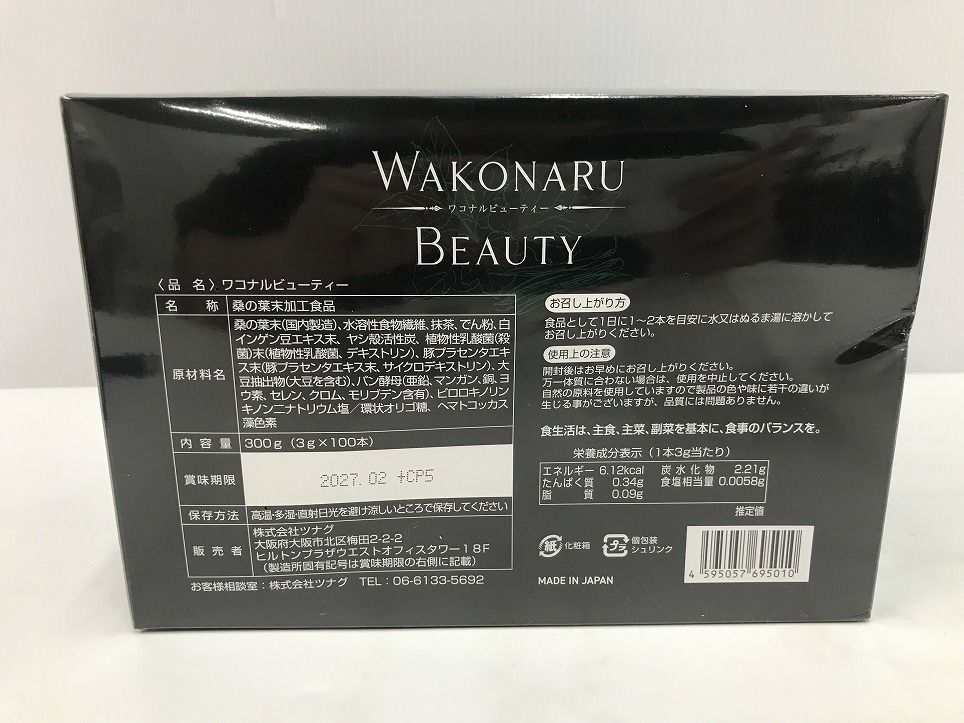 WAKONARU
ワコナルビューティー
BEAUTY
〈品 名〉ワコナルビューティー
名 称 桑の葉末加工食品
原材料名 桑の葉末(国内製造)、水溶性食物繊維、抹茶、でん粉、白
インゲン豆エキス末、ヤシ殻活性炭、植物性乳酸菌(殺
菌)末(植物性乳酸菌、デキストリン)、豚プラセンタエキ
ス末(豚プラセンタエキス末、サイクロデキストリン)、大
豆抽出物(大豆を含む)、パン酵母(亜鉛、マンガン、銅、ヨ
ウ素、セレン、クロム、モリブデン含有)、ピロロキノリン
キノン二ナトリウム塩/環状オリゴ糖、ヘマトコッカス
藻色素
内容量 300g(3g×100本)
賞味期限 2027.02 +CP5
保存方法 高温・多湿・直射日光を避け涼しいところで保存してください
販売者 株式会社ツナグ
大阪府大阪市北区梅田2-2-2
ヒルトンプラザウエストオフィスタワー18F
(製造所固有記号は賞味期限の右側に記載)
お客様相談室:株式会社ツナグ TEL:06-6133-5692
お召し上がり方
食品として1日に1〜2本を目安に水又はぬるま湯に溶かして
お召し上がりください。
使用上の注意
開封後はお早めにお召し上がりください。
万一体質に合わない場合は、使用を中止してください。
自然の原料を使用していますので製品の色や味に若干の違いが
生じる事がございますが、品質には問題ありません。
食生活は、主食、主菜、副菜を基本に、食事のバランスを。
栄養成分表示(1本3g当たり)
エネルギー 6.12kcal 炭水化物 2.21g
たんぱく質 0.34g 食塩相当量 0.0058g
脂質 0.09g
推定値
紙 化粧箱 プラ 個包装
シュリンク
MADE IN JAPAN
4 595057 695010